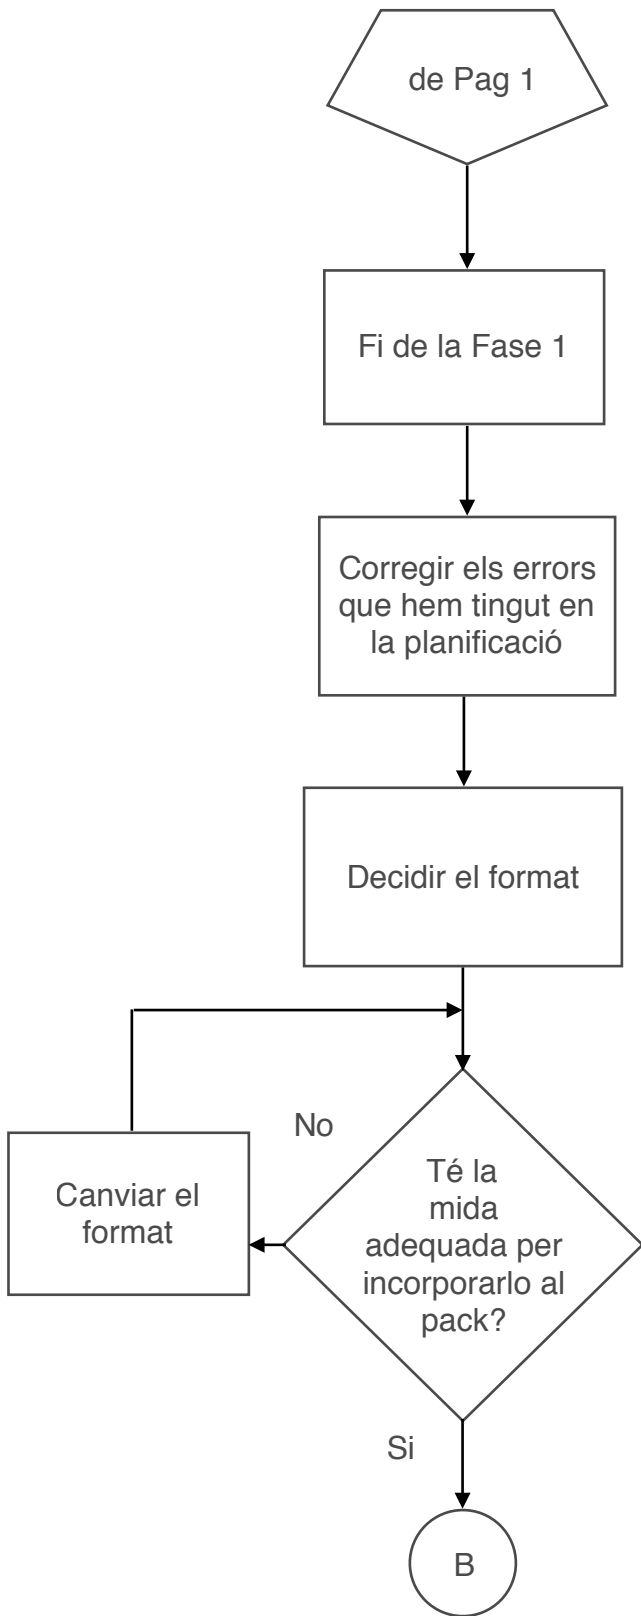 de Pag 1
Fi de la Fase 1
Corregir els errors
que hem tingut en
la planificació
Decidir el format
No
Canviar el
format
Té la
mida
adequada per
incorporarlo al
pack?
Si
B